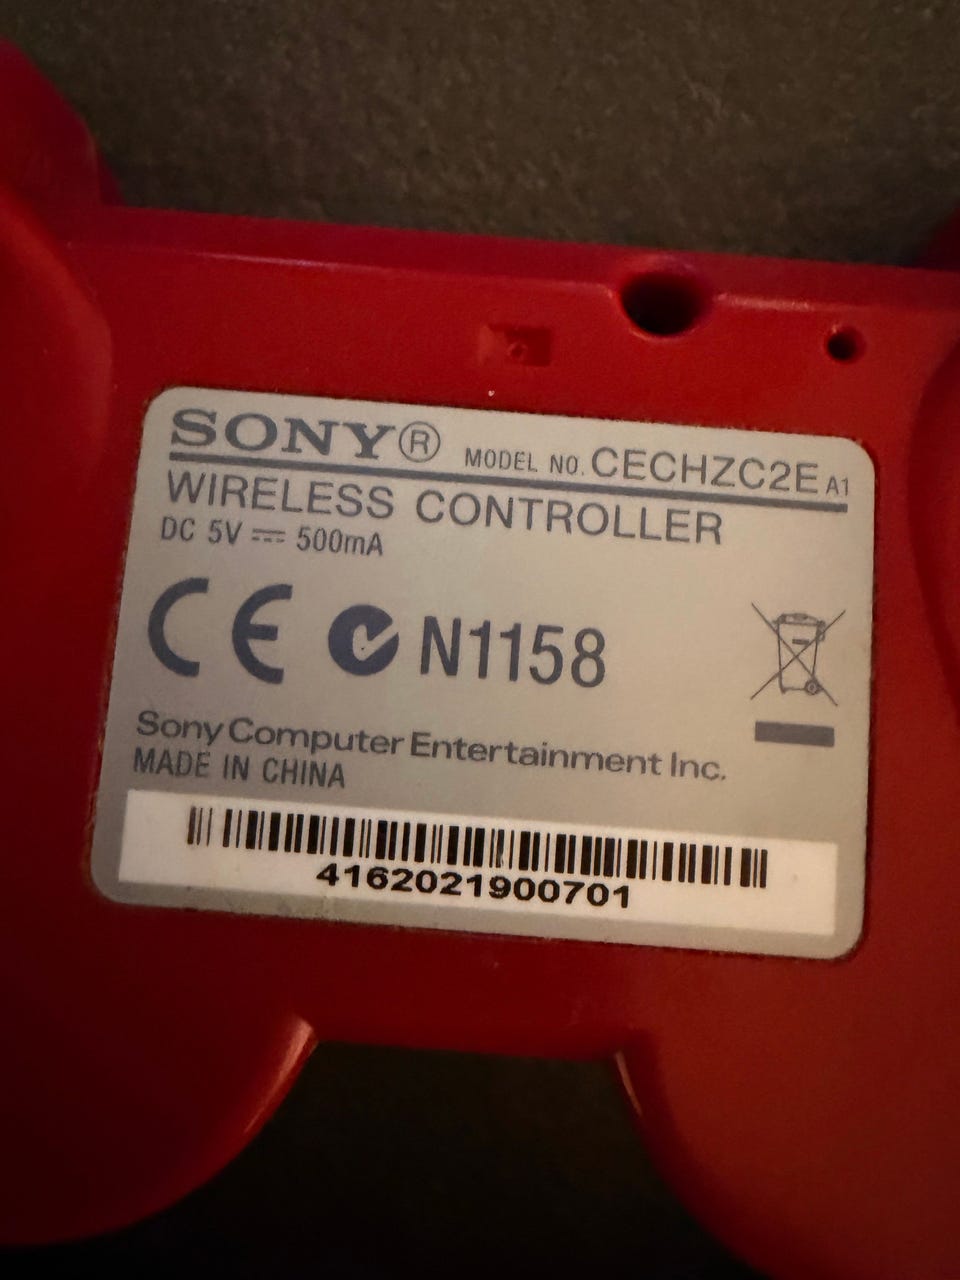 SONY® MODEL NO. CECHZC2E A1
WIRELESS CONTROLLER
DC 5V ⎓ 500mA
CE N1158
Sony Computer Entertainment Inc.
MADE IN CHINA
4162021900701